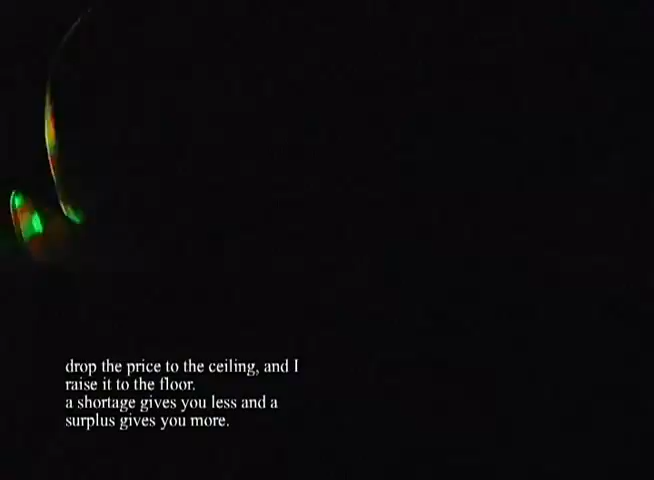 drop the price to the ceiling, and I
raise it to the floor.
a shortage gives you less and a
surplus gives you more.